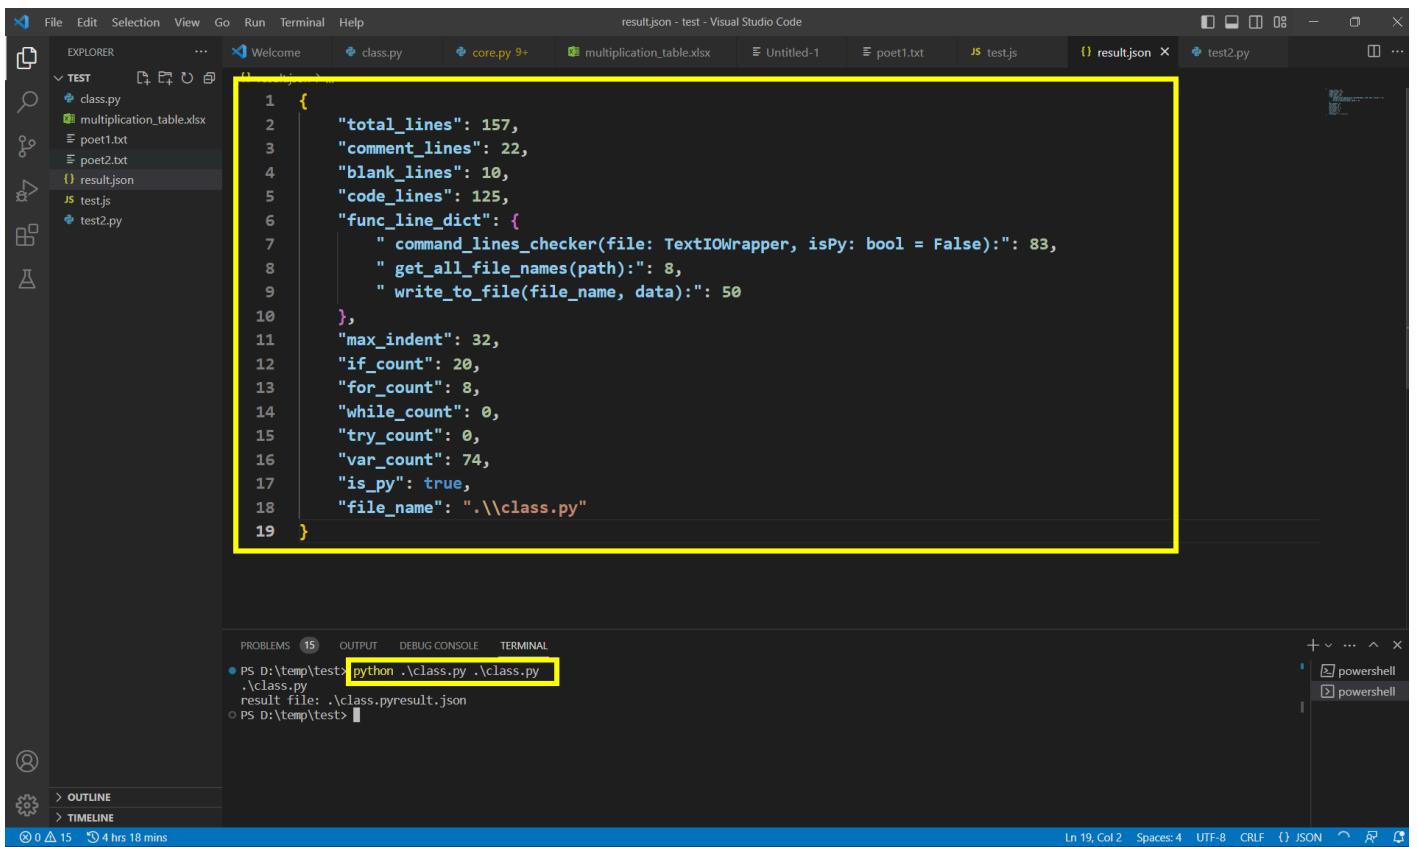 File Edit Selection View Go Run Terminal Help result.json - test - Visual Studio Code
EXPLORER ...
Welcome class.py core.py 9+ multiplication_table.xlsx Untitled-1 poet1.txt JS test.js {} result.json test2.py
TEST
class.py
multiplication_table.xlsx
poet1.txt
poet2.txt
{} result.json
JS test.js
test2.py
1 {
2 "total_lines": 157,
3 "comment_lines": 22,
4 "blank_lines": 10,
5 "code_lines": 125,
6 "func_line_dict": {
7 " command_lines_checker(file: TextIOWrapper, isPy: bool = False):": 83,
8 " get_all_file_names(path):": 8,
9 " write_to_file(file_name, data):": 50
10 },
11 "max_indent": 32,
12 "if_count": 20,
13 "for_count": 8,
14 "while_count": 0,
15 "try_count": 0,
16 "var_count": 74,
17 "is_py": true,
18 "file_name": ".\\class.py"
19 }
PROBLEMS 15 OUTPUT DEBUG CONSOLE TERMINAL
PS D:\temp\test> python .\class.py .\class.py
.\class.py
result file: .\class.pyresult.json
PS D:\temp\test>
powershell
powershell
OUTLINE
TIMELINE
0 15 4 hrs 18 mins Ln 19, Col 2 Spaces: 4 UTF-8 CRLF {} JSON